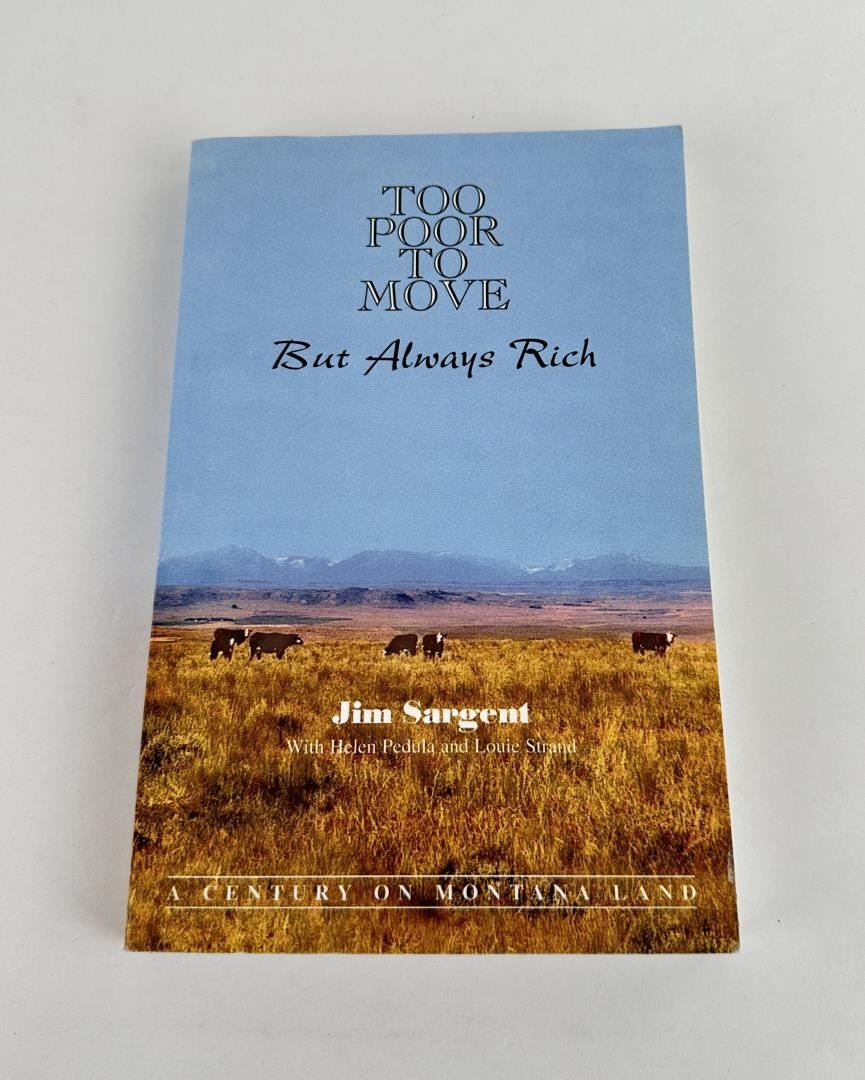 TOO
POOR
TO
MOVE
But Always Rich
Jim Sargent
With Helen Pedula and Louie Strand
A CENTURY ON MONTANA LAND